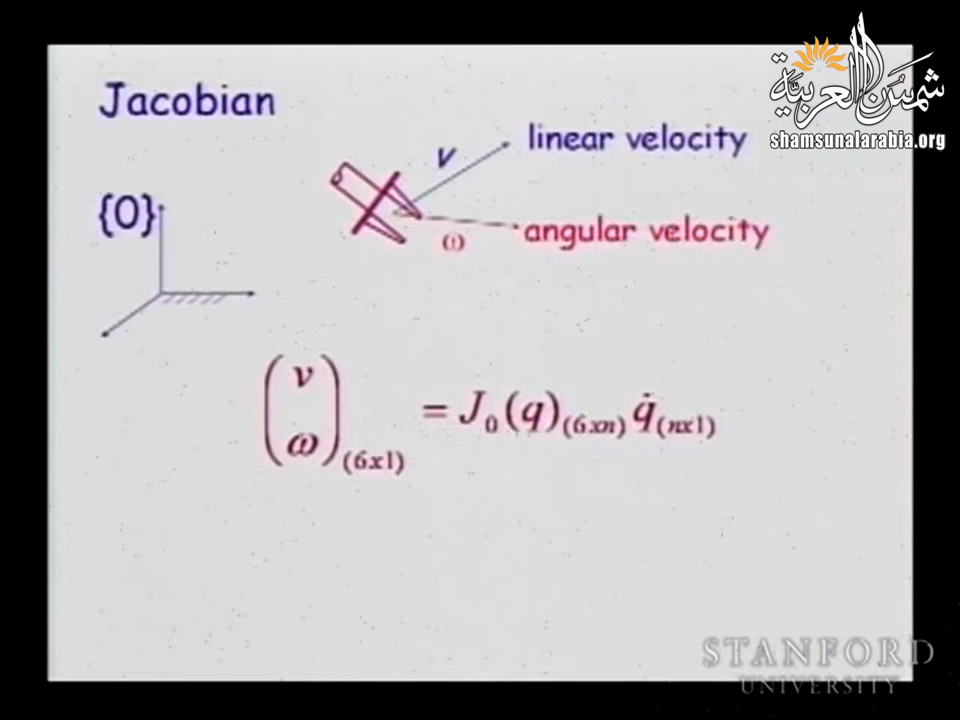 Jacobian
شمس العربية
shamsunalarabia.org
v
linear velocity
{0}
ω
angular velocity
(v ω)(6x1) = J₀(q)(6xn) q̇(nx1)
STANFORD
UNIVERSITY